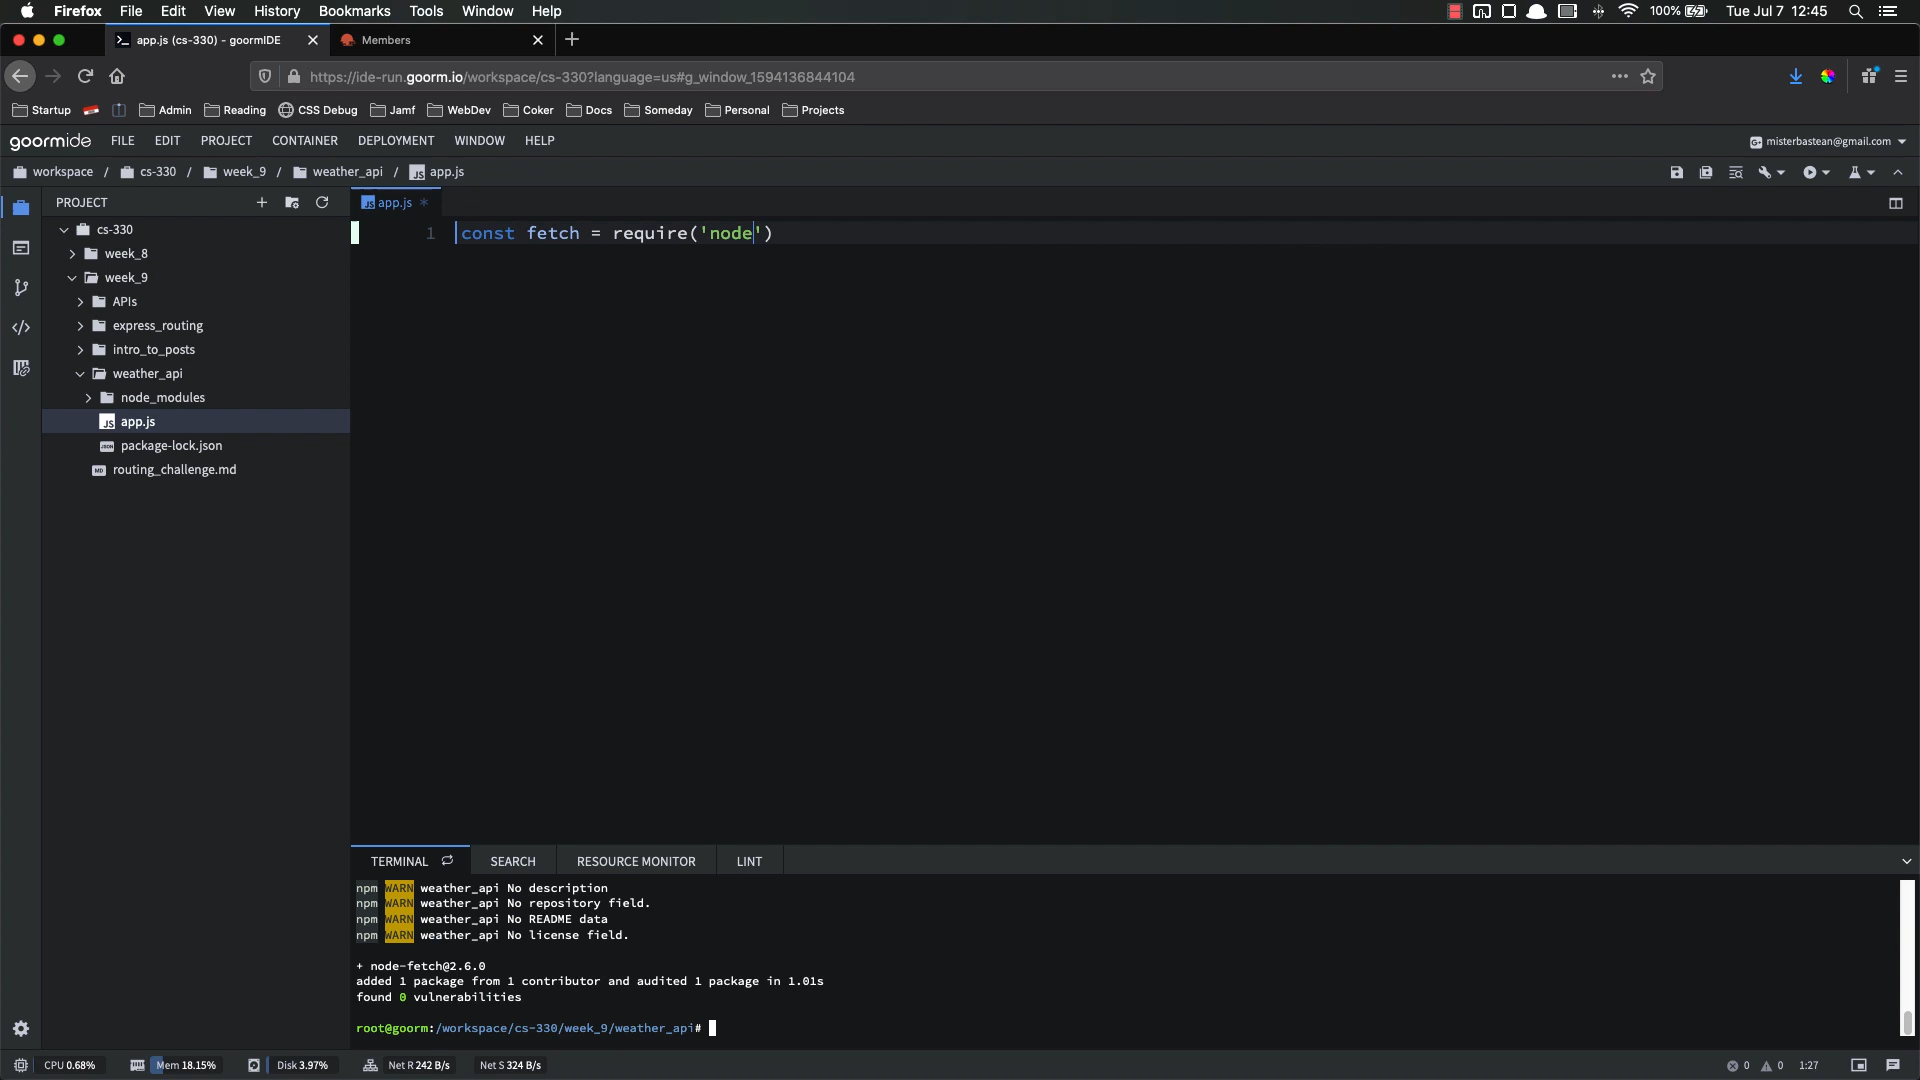 Firefox File Edit View History Bookmarks Tools Window Help 100% Tue Jul 7 12:45
app.js (cs-330) - goormIDE Members
https://ide-run.goorm.io/workspace/cs-330?language=us#g_window_1594136844104
Startup Admin Reading CSS Debug Jamf WebDev Coker Docs Someday Personal Projects
goormide FILE EDIT PROJECT CONTAINER DEPLOYMENT WINDOW HELP misterbastean@gmail.com
workspace / cs-330 / week_9 / weather_api / JS app.js
PROJECT
JS app.js *
cs-330
1 const fetch = require('node')
week_8
week_9
APIs
express_routing
intro_to_posts
weather_api
node_modules
JS app.js
package-lock.json
routing_challenge.md
TERMINAL SEARCH RESOURCE MONITOR LINT
npm WARN weather_api No description
npm WARN weather_api No repository field.
npm WARN weather_api No README data
npm WARN weather_api No license field.
+ node-fetch@2.6.0
added 1 package from 1 contributor and audited 1 package in 1.01s
found 0 vulnerabilities
root@goorm:/workspace/cs-330/week_9/weather_api#
CPU 0.68% Mem 18.15% Disk 3.97% Net R 242 B/s Net S 324 B/s 0 0 1:27